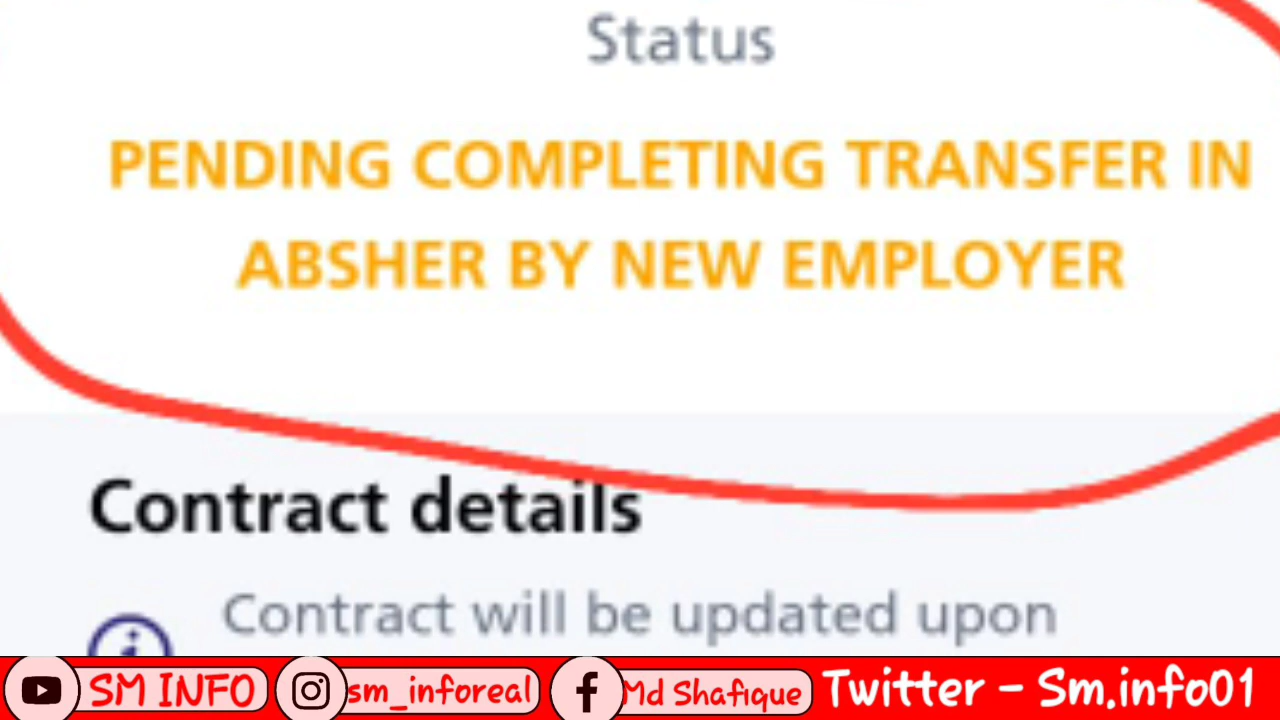 Status
PENDING COMPLETING TRANSFER IN
ABSHER BY NEW EMPLOYER
Contract details
Contract will be updated upon
SM INFO sm_inforeal Md Shafique Twitter - Sm.info01